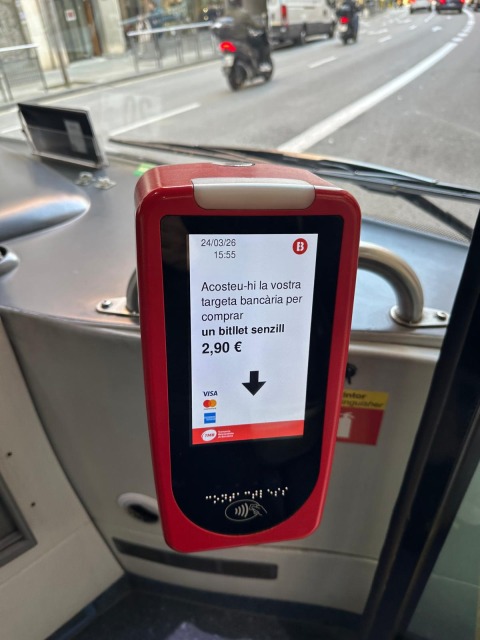 24/03/26
15:55
B
Acosteu-hi la vostra
targeta bancària per
comprar
un bitllet senzill
2,90 €
VISA
TMB